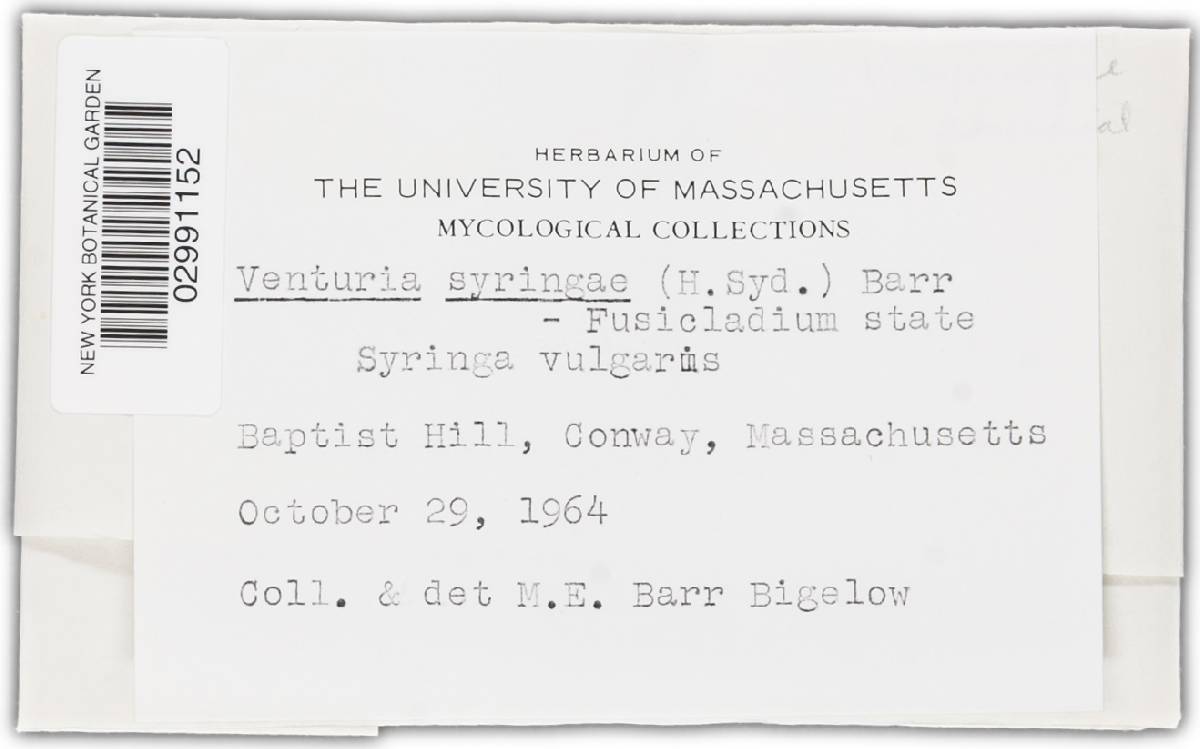 NEW YORK BOTANICAL GARDEN
02991152
HERBARIUM OF
THE UNIVERSITY OF MASSACHUSETTS
MYCOLOGICAL COLLECTIONS
Venturia syringae (H.Syd.) Barr
- Fusicladium state
Syringa vulgaris
Baptist Hill, Conway, Massachusetts
October 29, 1964
Coll. & det M.E. Barr Bigelow